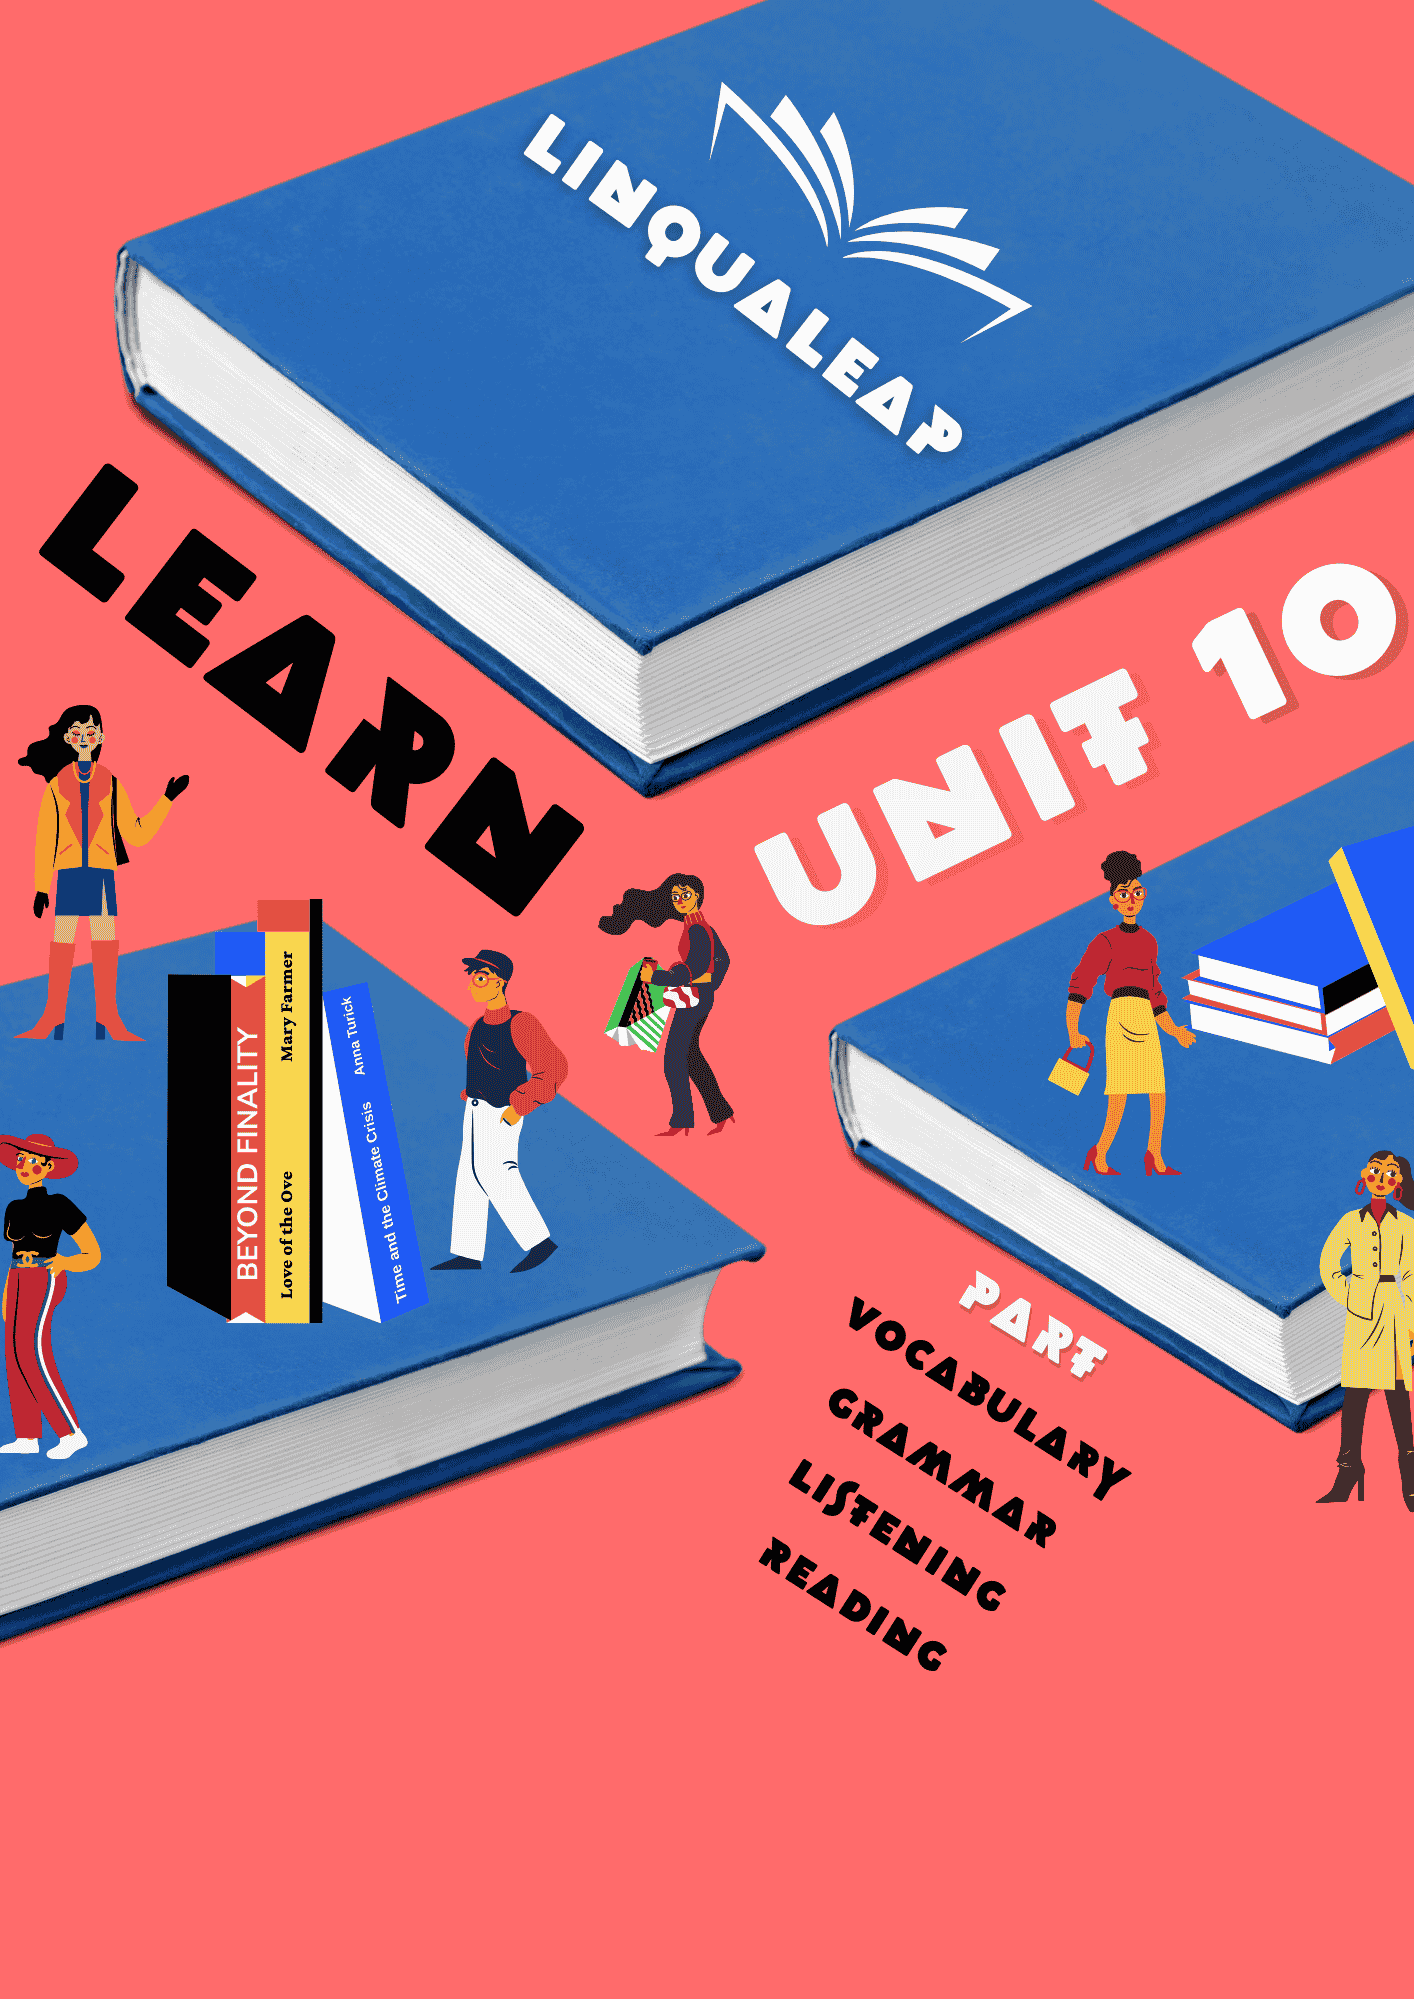 LINQUALEAP
LEARN
UNIT 10
BEYOND FINALITY
Love of the Ove Mary Farmer
Time and the Climate Crisis Anna Turick
PART
VOCABULARY
GRAMMAR
LISTENING
READING